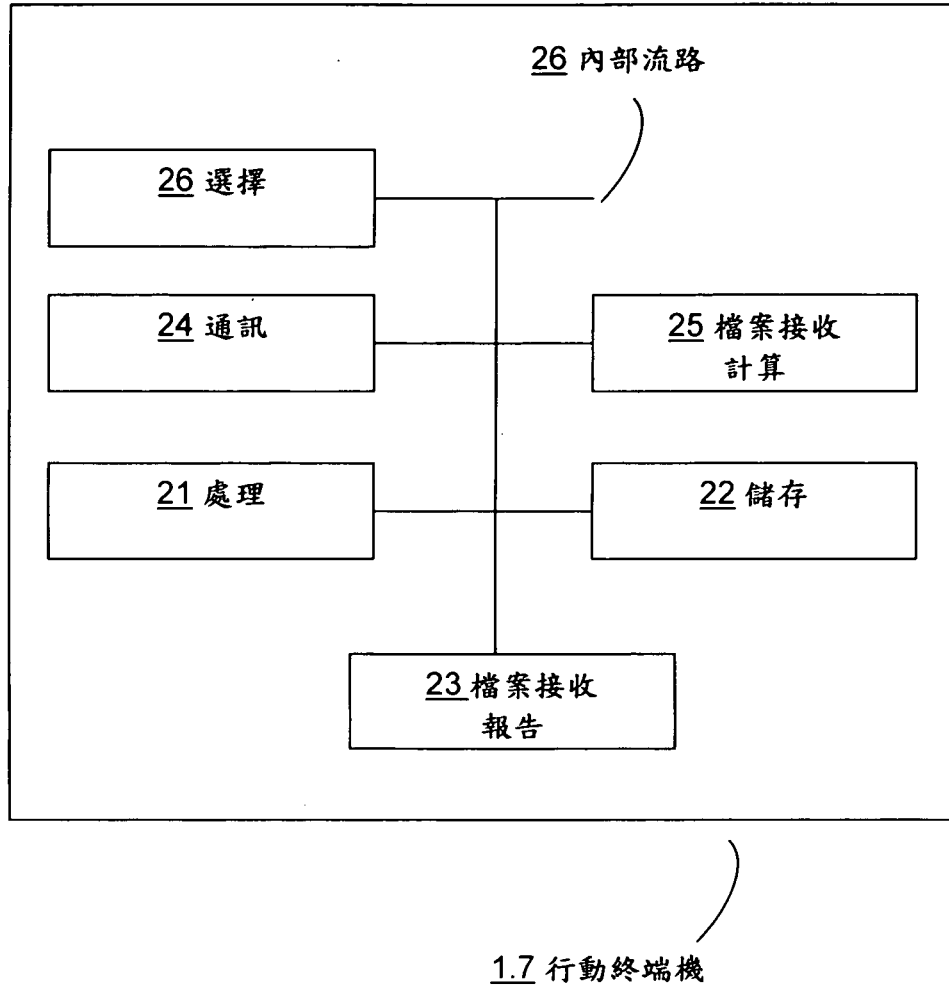 26 內部流路
26 選擇
24 通訊
25 檔案接收
計算
21 處理
22 儲存
23 檔案接收
報告
1.7 行動終端機